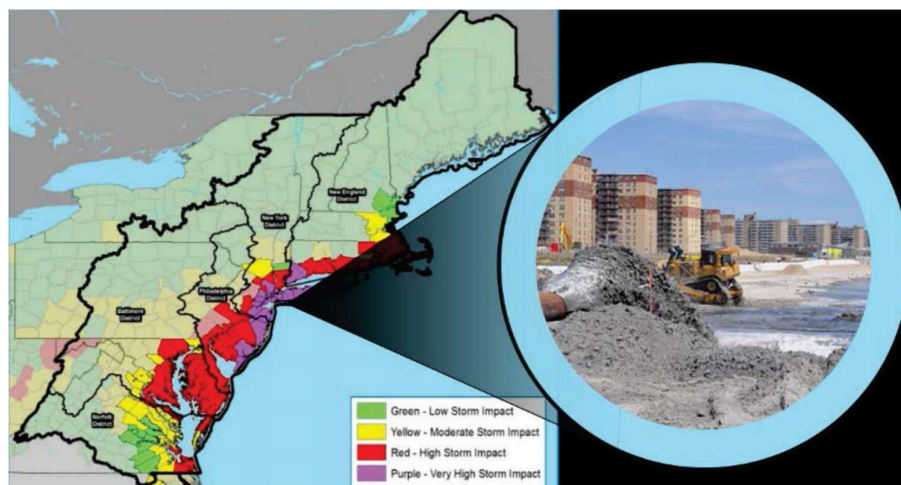 New England
District
New York
District
Philadelphia
District
Baltimore
District
Norfolk
District
Green - Low Storm Impact
Yellow - Moderate Storm Impact
Red - High Storm Impact
Purple - Very High Storm Impact